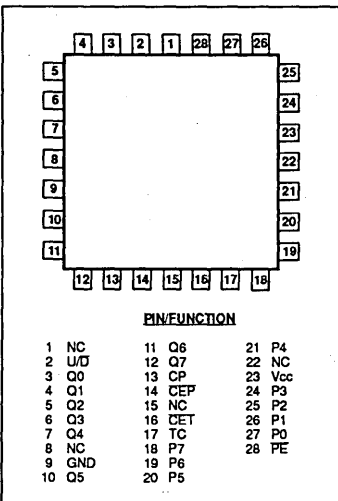 4 3 2 1 28 27 26
5 25
6 24
7 23
8 22
9 21
10 20
11 19
12 13 14 15 16 17 18
PIN/FUNCTION
1 NC 11 Q6 21 P4
2 U/D̅ 12 Q7 22 NC
3 Q0 13 CP 23 Vcc
4 Q1 14 C̅E̅P̅ 24 P3
5 Q2 15 NC 25 P2
6 Q3 16 C̅E̅T̅ 26 P1
7 Q4 17 TC 27 P0
8 NC 18 P7 28 P̅E̅
9 GND 19 P6
10 Q5 20 P5